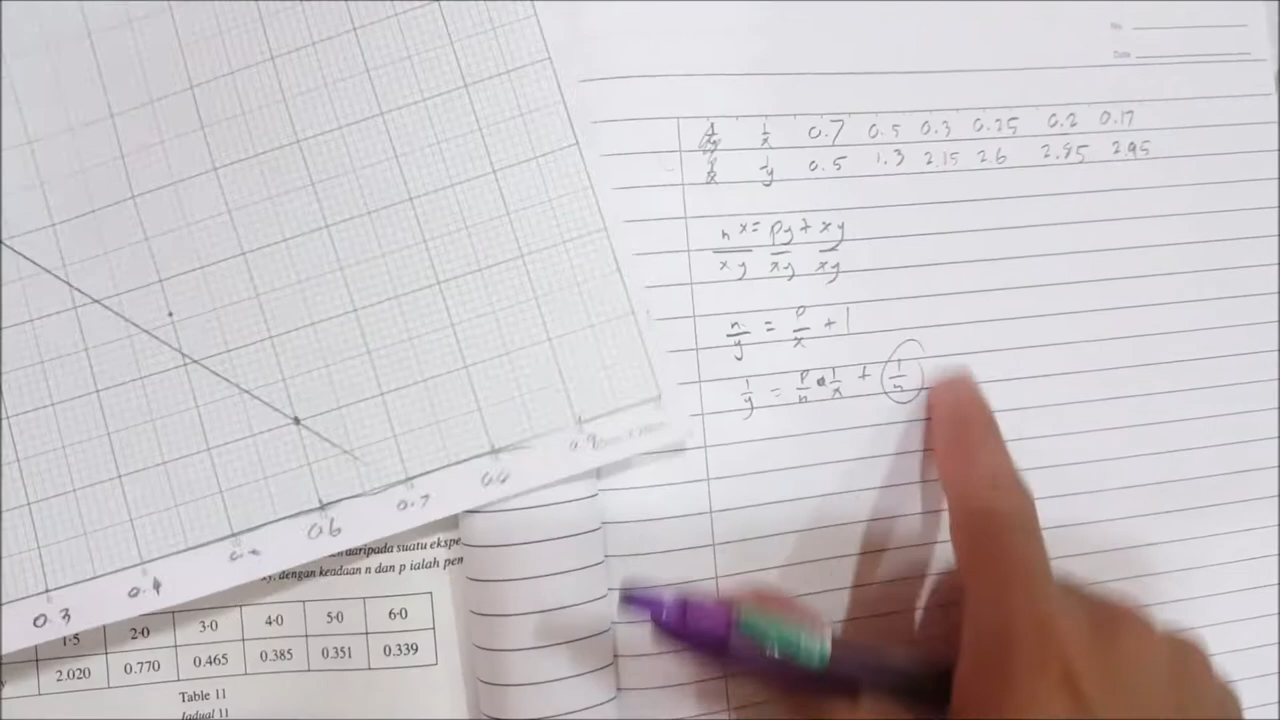 No.
Date
1/x 0.7 0.5 0.3 0.25 0.2 0.17
1/y 0.5 1.3 2.15 2.6 2.85 2.95
nx = py + xy
xy xy xy
n/y = p/x + 1
1/y = p/n • 1/x + 1/n
0.3 0.4 0.6 0.7
daripada suatu ekspe
xy, dengan keadaan n dan p ialah pen
1·5 2·0 3·0 4·0 5·0 6·0
y 2.020 0.770 0.465 0.385 0.351 0.339
Table 11
Jadual 11